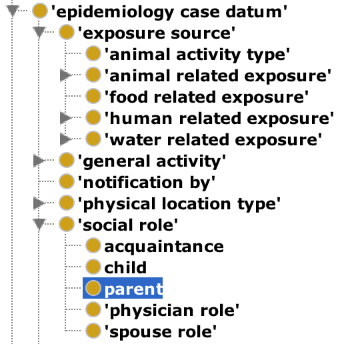 'epidemiology case datum'
'exposure source'
'animal activity type'
'animal related exposure'
'food related exposure'
'human related exposure'
'water related exposure'
'general activity'
'notification by'
'physical location type'
'social role'
acquaintance
child
parent
'physician role'
'spouse role'